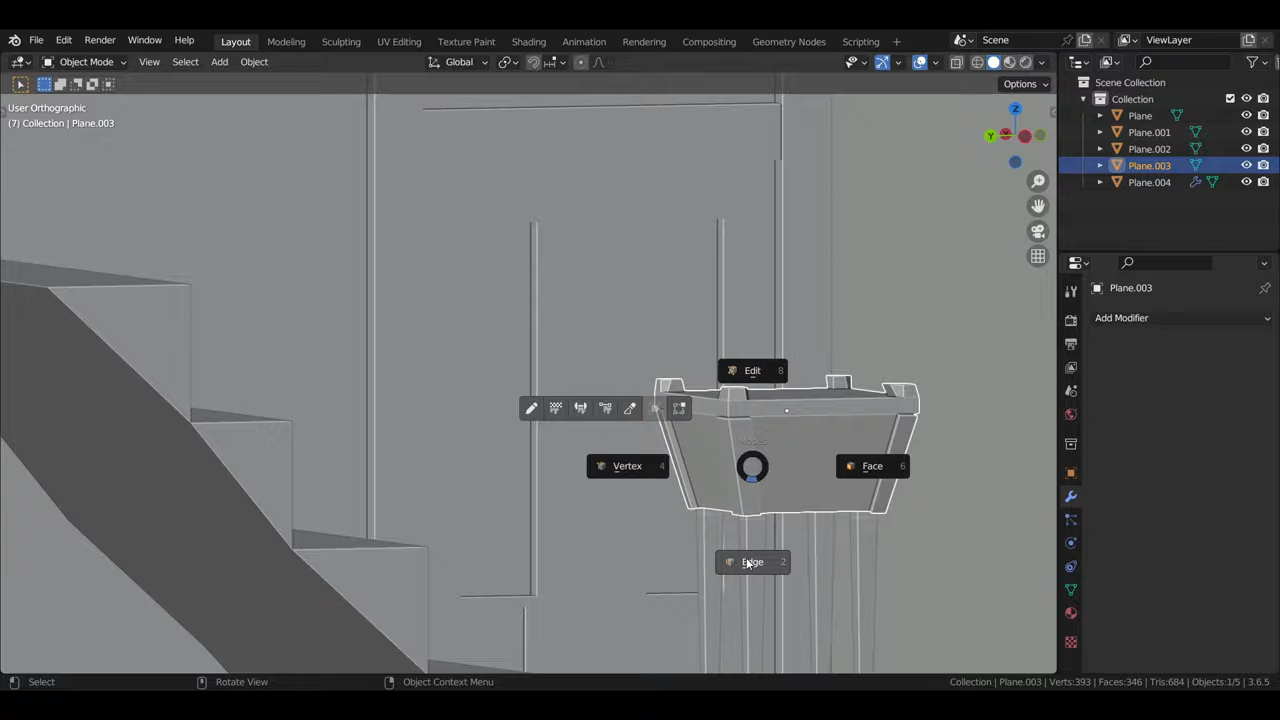 File Edit Render Window Help Layout Modeling Sculpting UV Editing Texture Paint Shading Animation Rendering Compositing Geometry Nodes Scripting + Scene ViewLayer
Object Mode View Select Add Object Global
Options
User Orthographic
(7) Collection | Plane.003
Z
Y
Scene Collection
Collection
Plane
Plane.001
Plane.002
Plane.003
Plane.004
Plane.003
Add Modifier
Edit 8
Modes
Vertex 4
Face 6
Edge 2
Select Rotate View Object Context Menu Collection | Plane.003 | Verts:393 | Faces:346 | Tris:684 | Objects:1/5 | 3.6.5